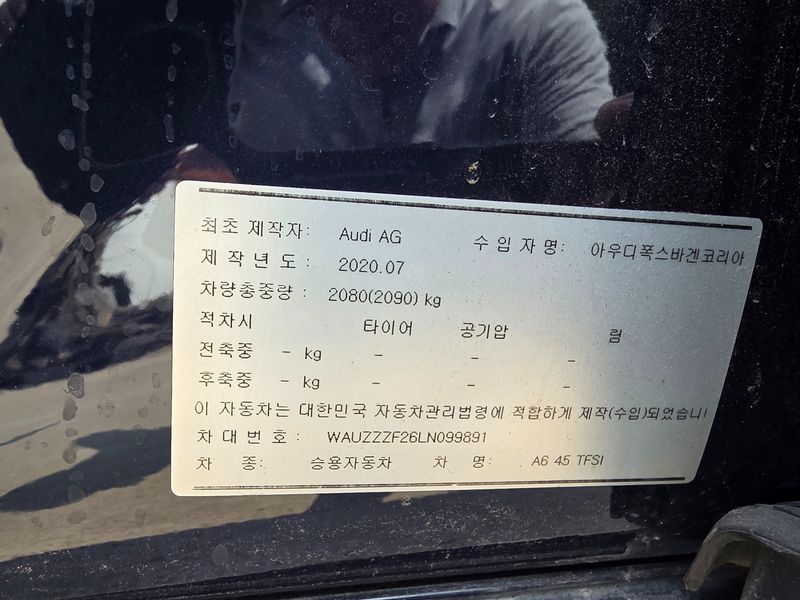 최초 제작자: Audi AG 수 입 자 명: 아우디폭스바겐코리아
제 작 년 도 : 2020.07
차량총중량 : 2080(2090) kg
적차시 타이어 공기압 림
전축중 - kg - - -
후축중 - kg - - -
이 자동차는 대한민국 자동차관리법령에 적합하게 제작(수입)되었습니
차 대 번 호 : WAUZZZF26LN099891
차 종: 승용자동차 차 명: A6 45 TFSI